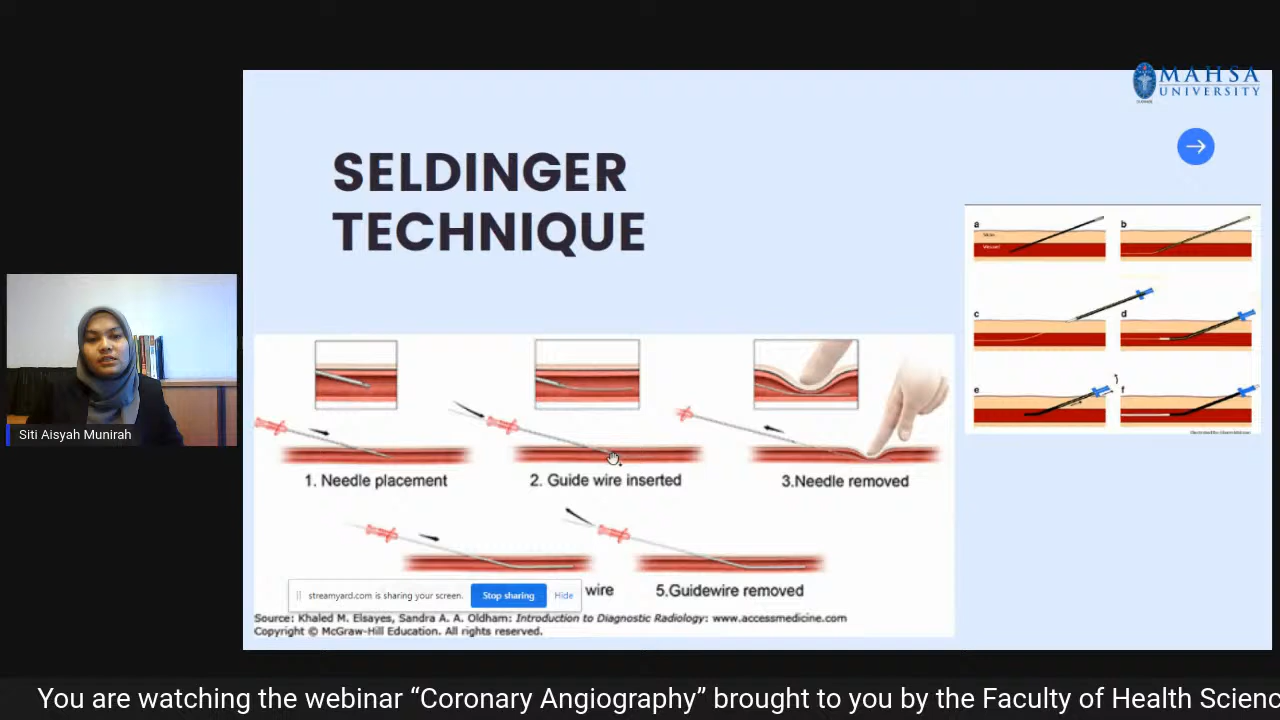 MAHSA
UNIVERSITY
SELDINGER
TECHNIQUE
a
b
Vessel
c
d
e
f
1. Needle placement
2. Guide wire inserted
3.Needle removed
wire
5.Guidewire removed
streamyard.com is sharing your screen.
Stop sharing
Hide
Source: Khaled M. Elsayes, Sandra A. A. Oldham: Introduction to Diagnostic Radiology: www.accessmedicine.com
Copyright © McGraw-Hill Education. All rights reserved.
Siti Aisyah Munirah
You are watching the webinar “Coronary Angiography” brought to you by the Faculty of Health Scienc